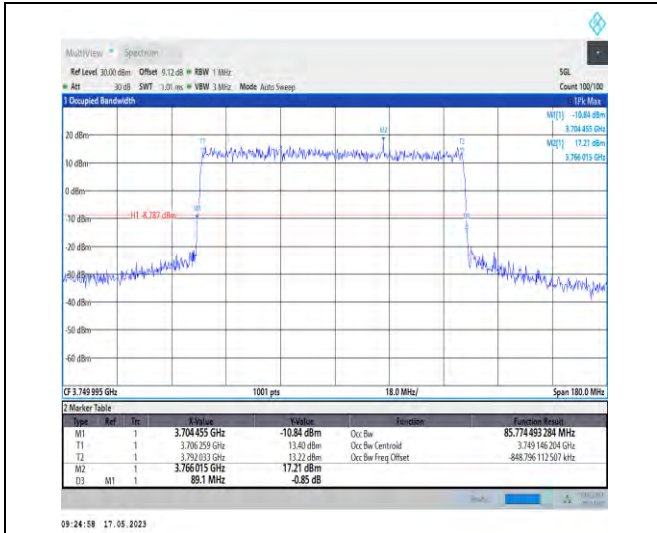 MultiView Spectrum
Ref Level 30.00 dBm Offset 9.12 dB RBW 1 MHz SGL
Att 30 dB SWT 1.01 ms VBW 3 MHz Mode Auto Sweep Count 100/100
1 Occupied Bandwidth 1Pk Max
M1[1] -10.84 dBm
3.704 455 GHz
M2[1] 17.21 dBm
3.766 015 GHz
20 dBm
10 dBm
0 dBm
-10 dBm
-20 dBm
-30 dBm
-40 dBm
-50 dBm
-60 dBm
T1
M2
T2
M1
H1 -8.787 dBm
CF 3.749 995 GHz 1001 pts 18.0 MHz/ Span 180.0 MHz
2 Marker Table
Type Ref Trc X-Value Y-Value Function Function Result
M1 1 3.704 455 GHz -10.84 dBm Occ Bw 85.774 493 284 MHz
T1 1 3.706 259 GHz 13.40 dBm Occ Bw Centroid 3.749 146 204 GHz
T2 1 3.792 033 GHz 13.22 dBm Occ Bw Freq Offset -848.796 112 507 kHz
M2 1 3.766 015 GHz 17.21 dBm
D3 M1 1 89.1 MHz -0.85 dB
09:24:58 17.05.2023